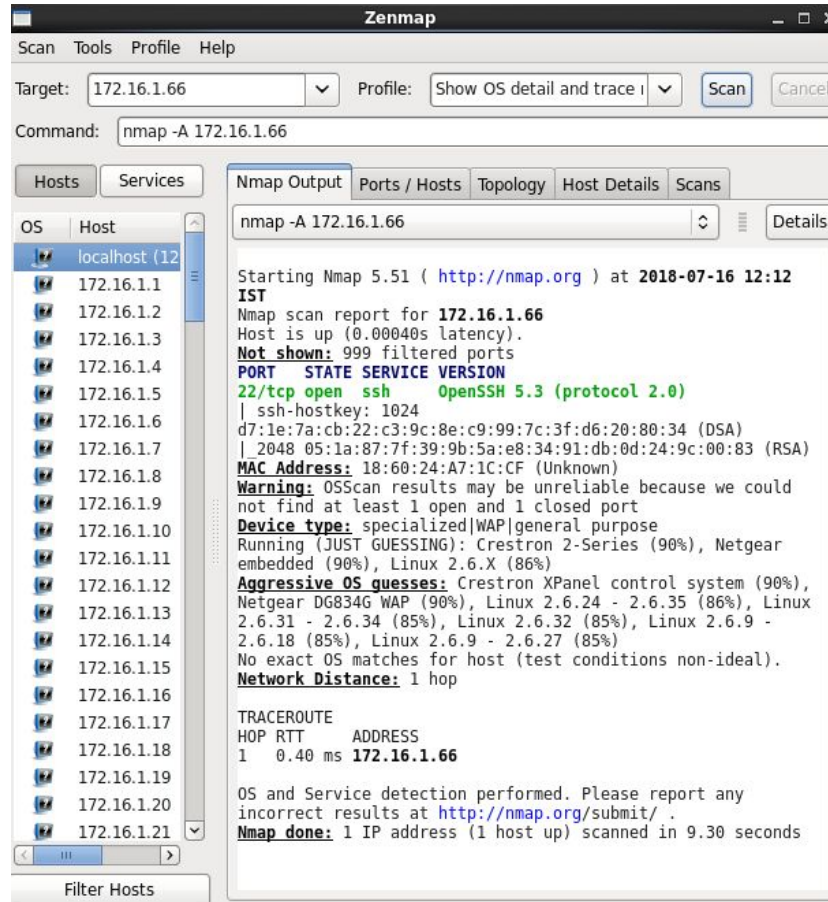 Zenmap
Scan Tools Profile Help
Target: 172.16.1.66 Profile: Show OS detail and trace Scan Cancel
Command: nmap -A 172.16.1.66
Hosts Services
OS Host
localhost (12
172.16.1.1
172.16.1.2
172.16.1.3
172.16.1.4
172.16.1.5
172.16.1.6
172.16.1.7
172.16.1.8
172.16.1.9
172.16.1.10
172.16.1.11
172.16.1.12
172.16.1.13
172.16.1.14
172.16.1.15
172.16.1.16
172.16.1.17
172.16.1.18
172.16.1.19
172.16.1.20
172.16.1.21
Filter Hosts
Nmap Output Ports / Hosts Topology Host Details Scans
nmap -A 172.16.1.66 Details
Starting Nmap 5.51 ( http://nmap.org ) at 2018-07-16 12:12
IST
Nmap scan report for 172.16.1.66
Host is up (0.00040s latency).
Not shown: 999 filtered ports
PORT STATE SERVICE VERSION
22/tcp open ssh OpenSSH 5.3 (protocol 2.0)
| ssh-hostkey: 1024
d7:1e:7a:cb:22:c3:9c:8e:c9:99:7c:3f:d6:20:80:34 (DSA)
|_2048 05:1a:87:7f:39:9b:5a:e8:34:91:db:0d:24:9c:00:83 (RSA)
MAC Address: 18:60:24:A7:1C:CF (Unknown)
Warning: OSScan results may be unreliable because we could
not find at least 1 open and 1 closed port
Device type: specialized|WAP|general purpose
Running (JUST GUESSING): Crestron 2-Series (90%), Netgear
embedded (90%), Linux 2.6.X (86%)
Aggressive OS guesses: Crestron XPanel control system (90%),
Netgear DG834G WAP (90%), Linux 2.6.24 - 2.6.35 (86%), Linux
2.6.31 - 2.6.34 (85%), Linux 2.6.32 (85%), Linux 2.6.9 -
2.6.18 (85%), Linux 2.6.9 - 2.6.27 (85%)
No exact OS matches for host (test conditions non-ideal).
Network Distance: 1 hop
TRACEROUTE
HOP RTT ADDRESS
1 0.40 ms 172.16.1.66
OS and Service detection performed. Please report any
incorrect results at http://nmap.org/submit/ .
Nmap done: 1 IP address (1 host up) scanned in 9.30 seconds